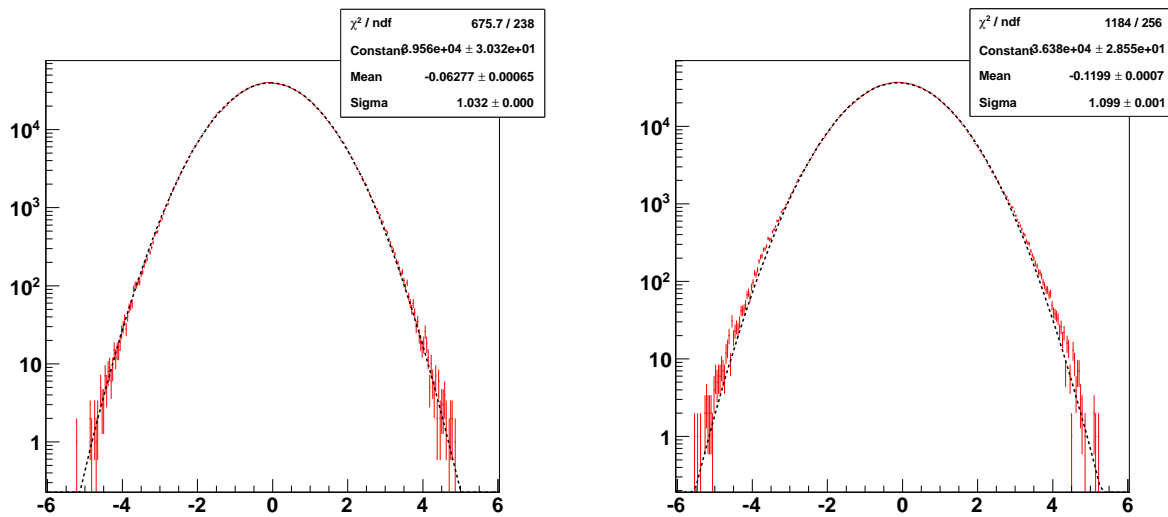 χ² / ndf 675.7 / 238
Constant 3.956e+04 ± 3.032e+01
Mean -0.06277 ± 0.00065
Sigma 1.032 ± 0.000
10⁴
10³
10²
10
1
-6 -4 -2 0 2 4 6
χ² / ndf 1184 / 256
Constant 3.638e+04 ± 2.855e+01
Mean -0.1199 ± 0.0007
Sigma 1.099 ± 0.001
10⁴
10³
10²
10
1
-6 -4 -2 0 2 4 6